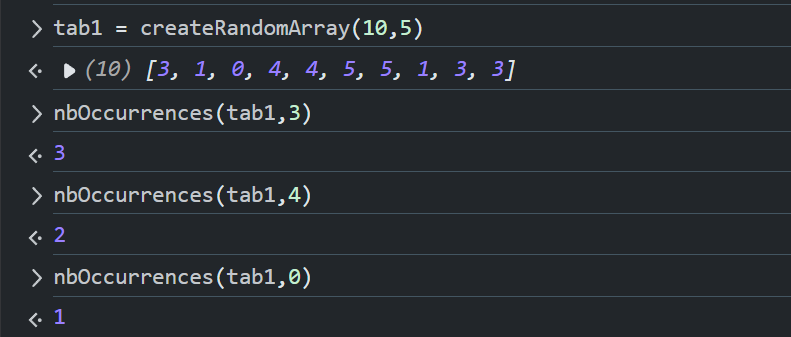 tab1 = createRandomArray(10,5)
(10) [3, 1, 0, 4, 4, 5, 5, 1, 3, 3]
nbOccurrences(tab1,3)
3
nbOccurrences(tab1,4)
2
nbOccurrences(tab1,0)
1